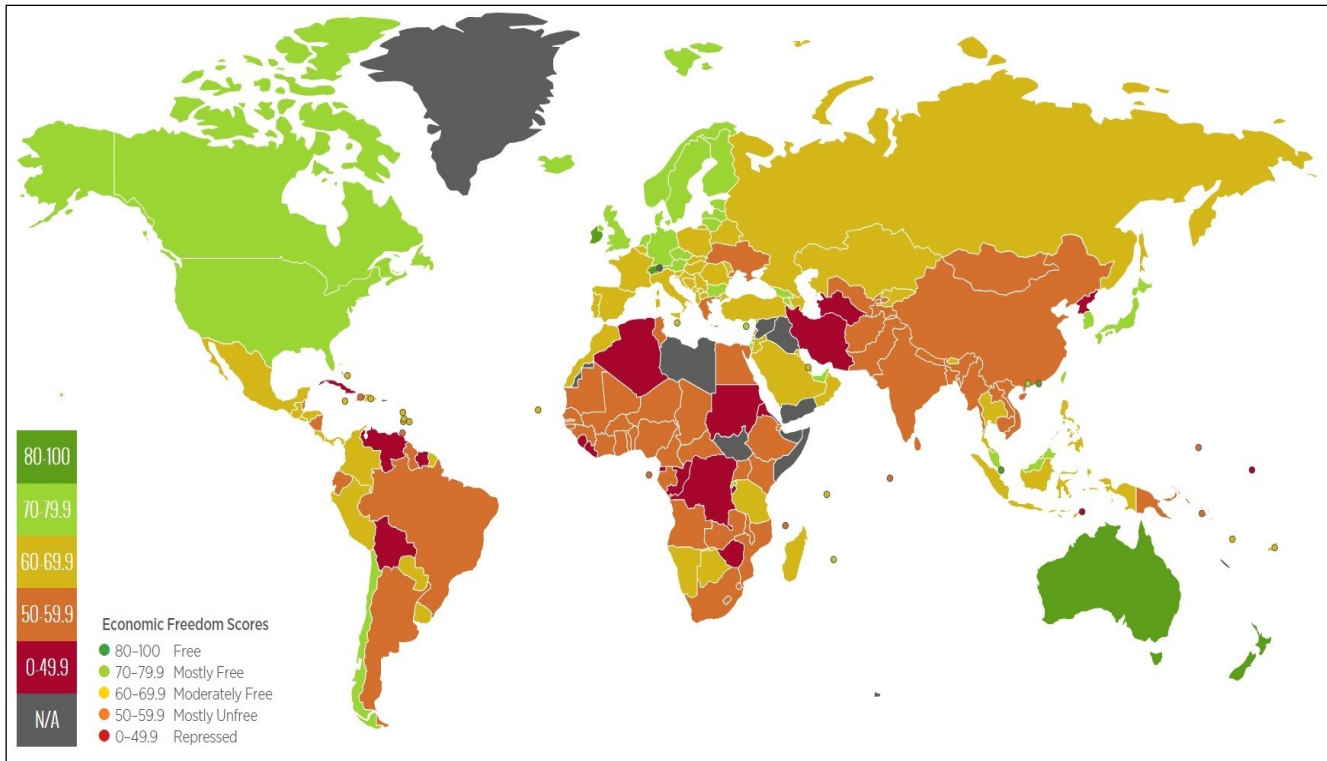 80-100
70-79.9
60-69.9
50-59.9
0-49.9
N/A
Economic Freedom Scores
80–100 Free
70–79.9 Mostly Free
60–69.9 Moderately Free
50–59.9 Mostly Unfree
0–49.9 Repressed